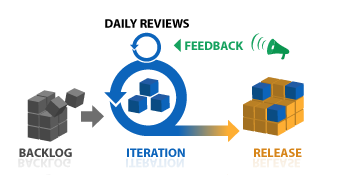 DAILY REVIEWS
FEEDBACK
BACKLOG
ITERATION
RELEASE